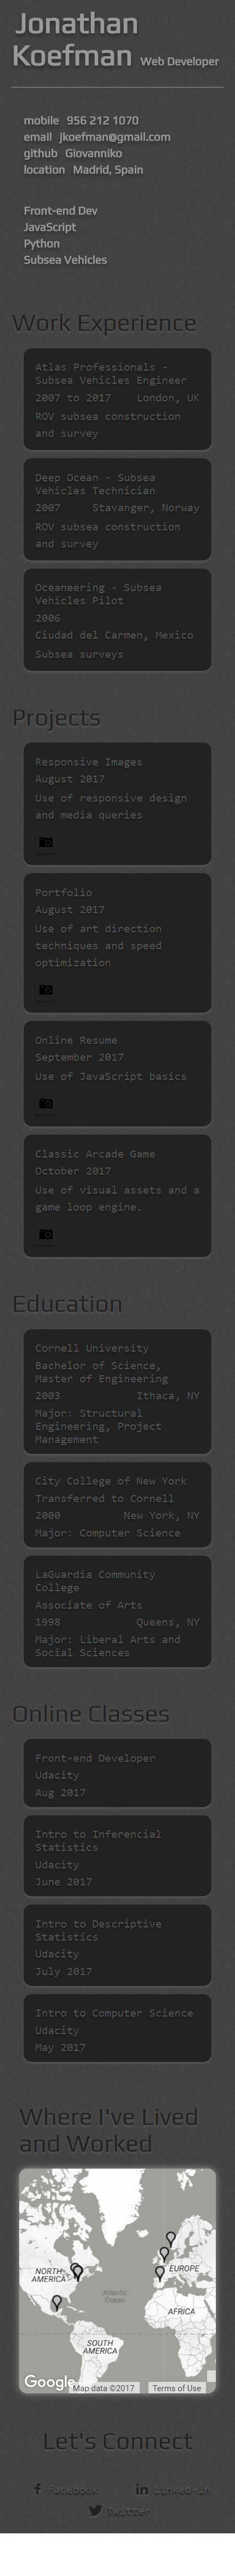 Jonathan
Koefman Web Developer
mobile 956 212 1070
email jkoefman@gmail.com
github Giovanniko
location Madrid, Spain
Front-end Dev
JavaScript
Python
Subsea Vehicles
Work Experience
Atlas Professionals -
Subsea Vehicles Engineer
2007 to 2017 London, UK
ROV subsea construction
and survey
Deep Ocean - Subsea
Vehicles Technician
2007 Stavanger, Norway
ROV subsea construction
and survey
Oceaneering - Subsea
Vehicles Pilot
2006
Ciudad del Carmen, Mexico
Subsea surveys
Projects
Responsive Images
August 2017
Use of responsive design
and media queries
Portfolio
August 2017
Use of art direction
techniques and speed
optimization
Online Resume
September 2017
Use of JavaScript basics
Classic Arcade Game
October 2017
Use of visual assets and a
game loop engine.
Education
Cornell University
Bachelor of Science,
Master of Engineering
2003 Ithaca, NY
Major: Structural
Engineering, Project
Management
City College of New York
Transferred to Cornell
2000 New York, NY
Major: Computer Science
LaGuardia Community
College
Associate of Arts
1998 Queens, NY
Major: Liberal Arts and
Social Sciences
Online Classes
Front-end Developer
Udacity
Aug 2017
Intro to Inferencial
Statistics
Udacity
June 2017
Intro to Descriptive
Statistics
Udacity
July 2017
Intro to Computer Science
Udacity
May 2017
Where I've Lived
and Worked
NORTH
AMERICA
EUROPE
Atlantic
Ocean
AFRICA
SOUTH
AMERICA
Google
Map data ©2017 Terms of Use
Let's Connect
Facebook Linked-in
Twitter